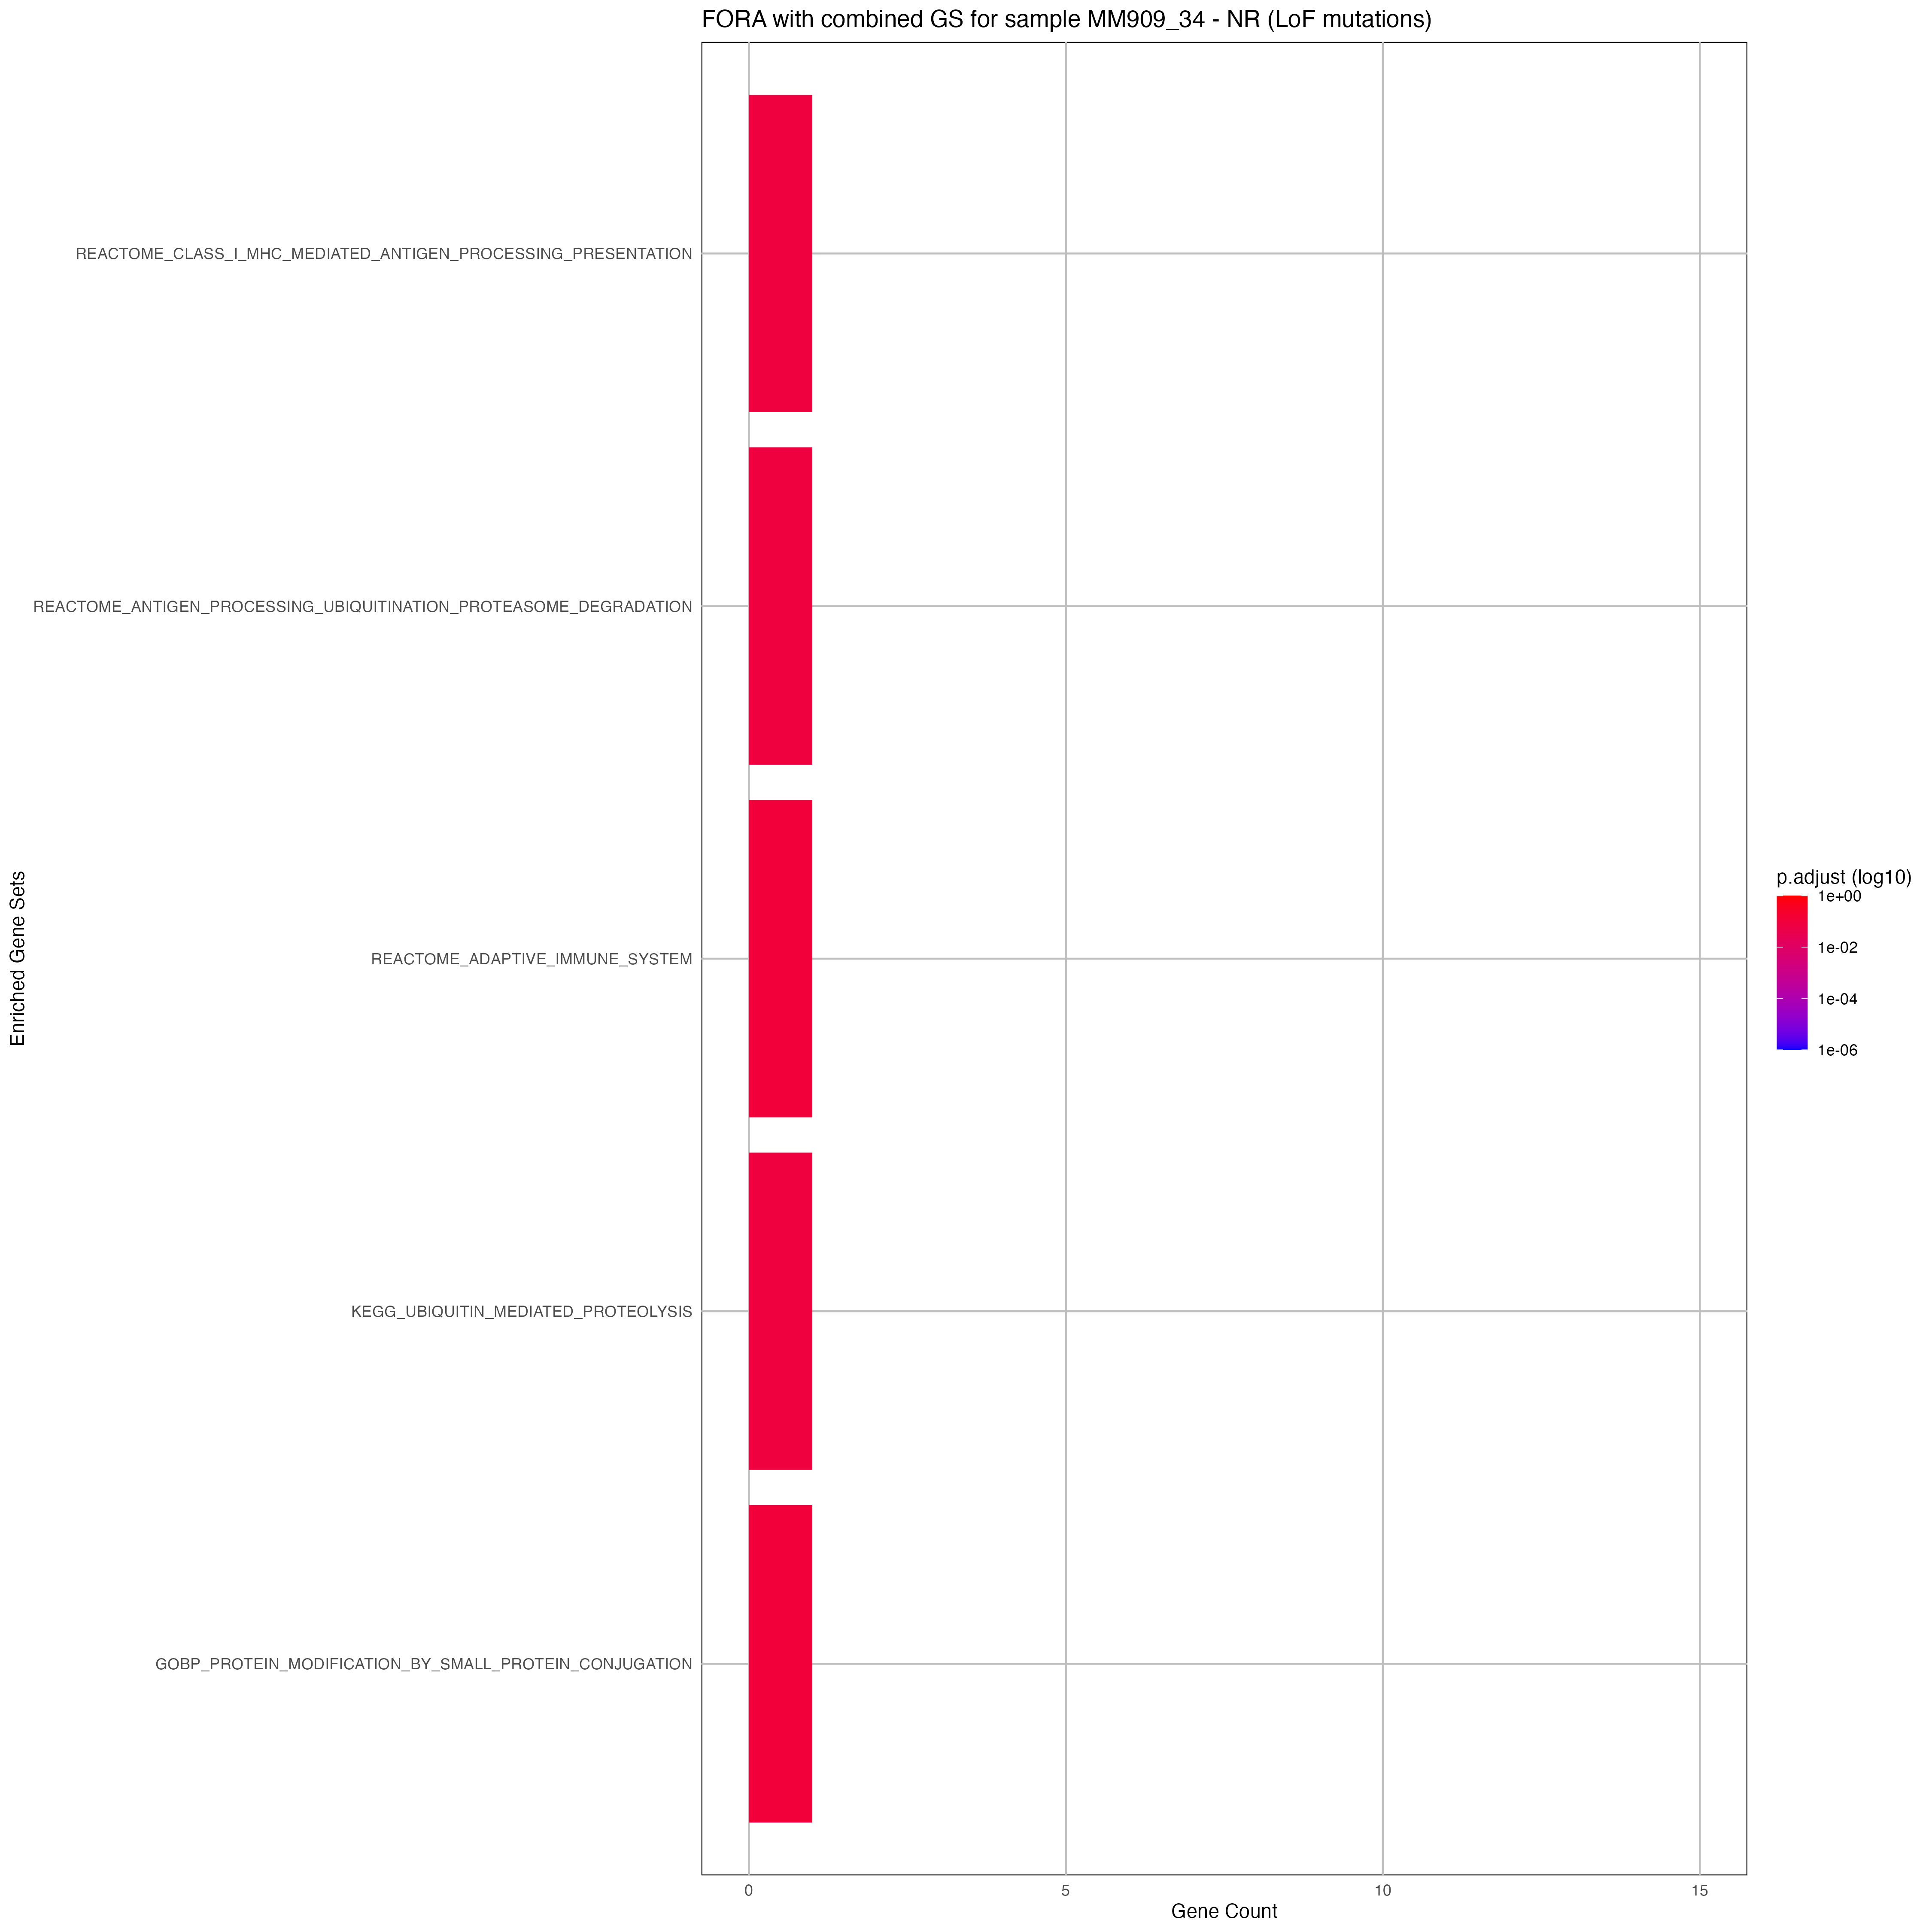 FORA with combined GS for sample MM909_34 - NR (LoF mutations)
REACTOME_CLASS_I_MHC_MEDIATED_ANTIGEN_PROCESSING_PRESENTATION
REACTOME_ANTIGEN_PROCESSING_UBIQUITINATION_PROTEASOME_DEGRADATION
REACTOME_ADAPTIVE_IMMUNE_SYSTEM
KEGG_UBIQUITIN_MEDIATED_PROTEOLYSIS
GOBP_PROTEIN_MODIFICATION_BY_SMALL_PROTEIN_CONJUGATION
Enriched Gene Sets
0 5 10 15
Gene Count
p.adjust (log10)
1e+00
1e-02
1e-04
1e-06